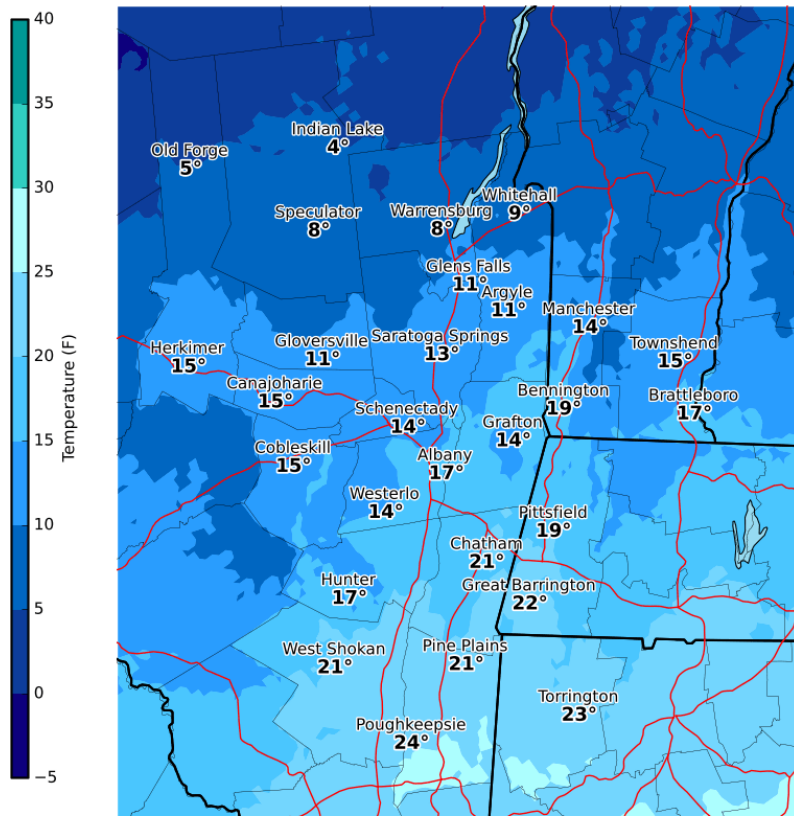 40
35
30
25
20
15
10
5
0
−5
Temperature (F)
Indian Lake
4°
Old Forge
5°
Whitehall
9°
Speculator
8°
Warrensburg
8°
Glens Falls
11°
Argyle
11°
Manchester
14°
Herkimer
15°
Gloversville
11°
Saratoga Springs
13°
Townshend
15°
Canajoharie
15°
Bennington
19°
Brattleboro
17°
Schenectady
14°
Grafton
14°
Cobleskill
15°
Albany
17°
Westerlo
14°
Pittsfield
19°
Chatham
21°
Hunter
17°
Great Barrington
22°
West Shokan
21°
Pine Plains
21°
Torrington
23°
Poughkeepsie
24°